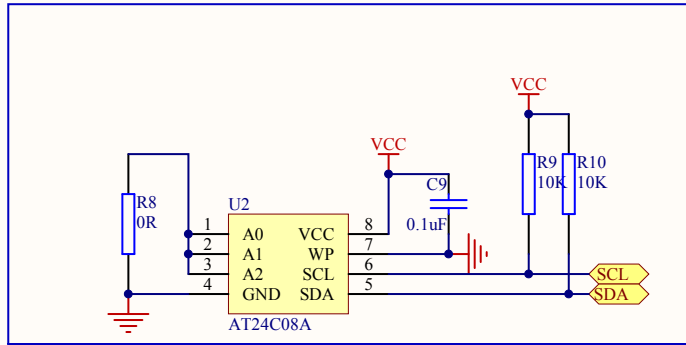 VCC
VCC
R9
10K
R10
10K
C9
0.1uF
R8
0R
U2
1 A0 VCC 8
2 A1 WP 7
3 A2 SCL 6
4 GND SDA 5
AT24C08A
SCL
SDA